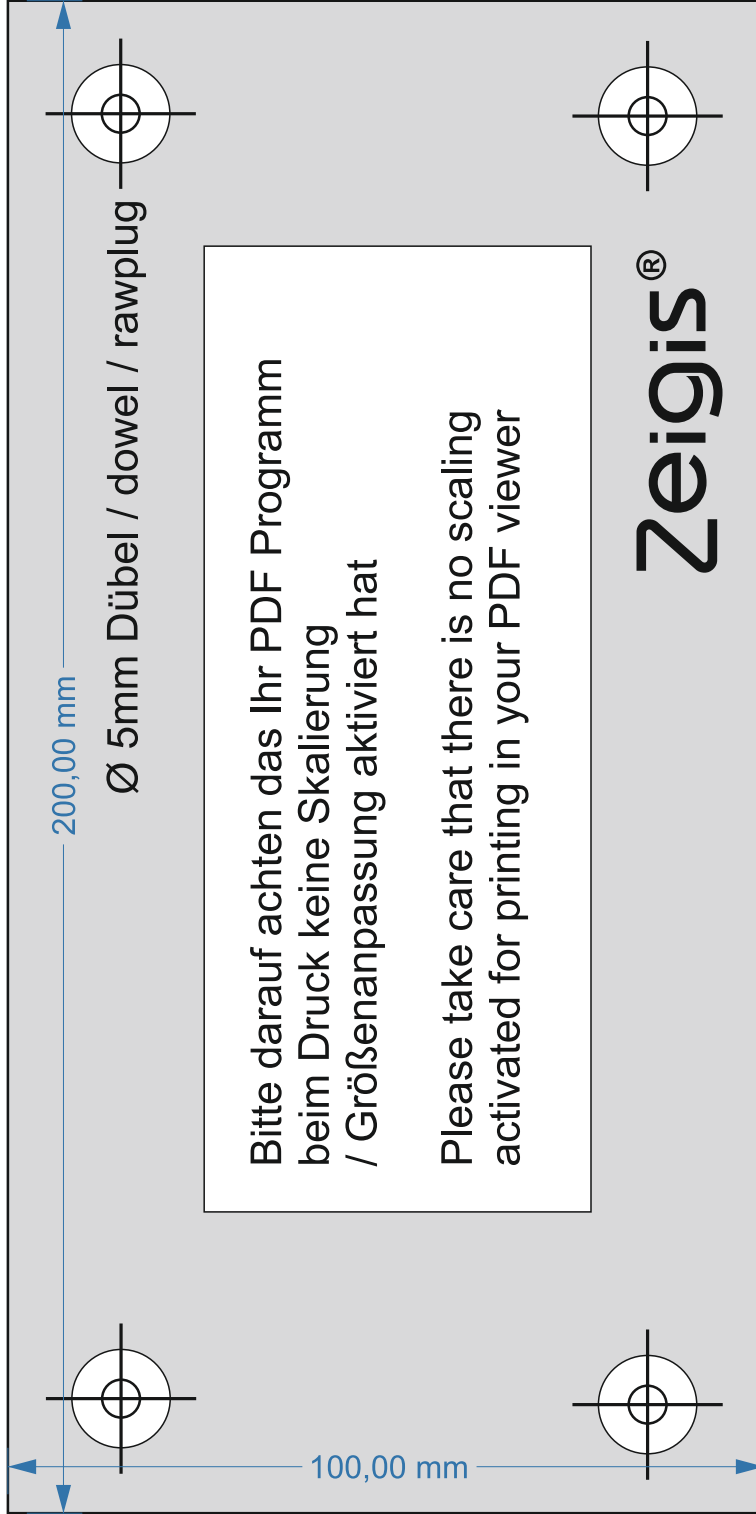 200,00 mm
Ø 5mm Dübel / dowel / rawplug
Bitte darauf achten das Ihr PDF Programm
beim Druck keine Skalierung
/ Größenanpassung aktiviert hat
Please take care that there is no scaling
activated for printing in your PDF viewer
Zeigis®
100,00 mm